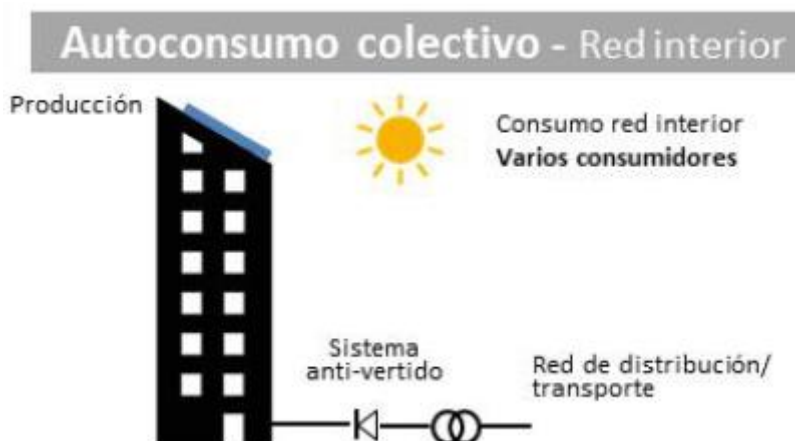 Autoconsumo colectivo - Red interior
Producción
Consumo red interior
Varios consumidores
Sistema
anti-vertido
Red de distribución/
transporte